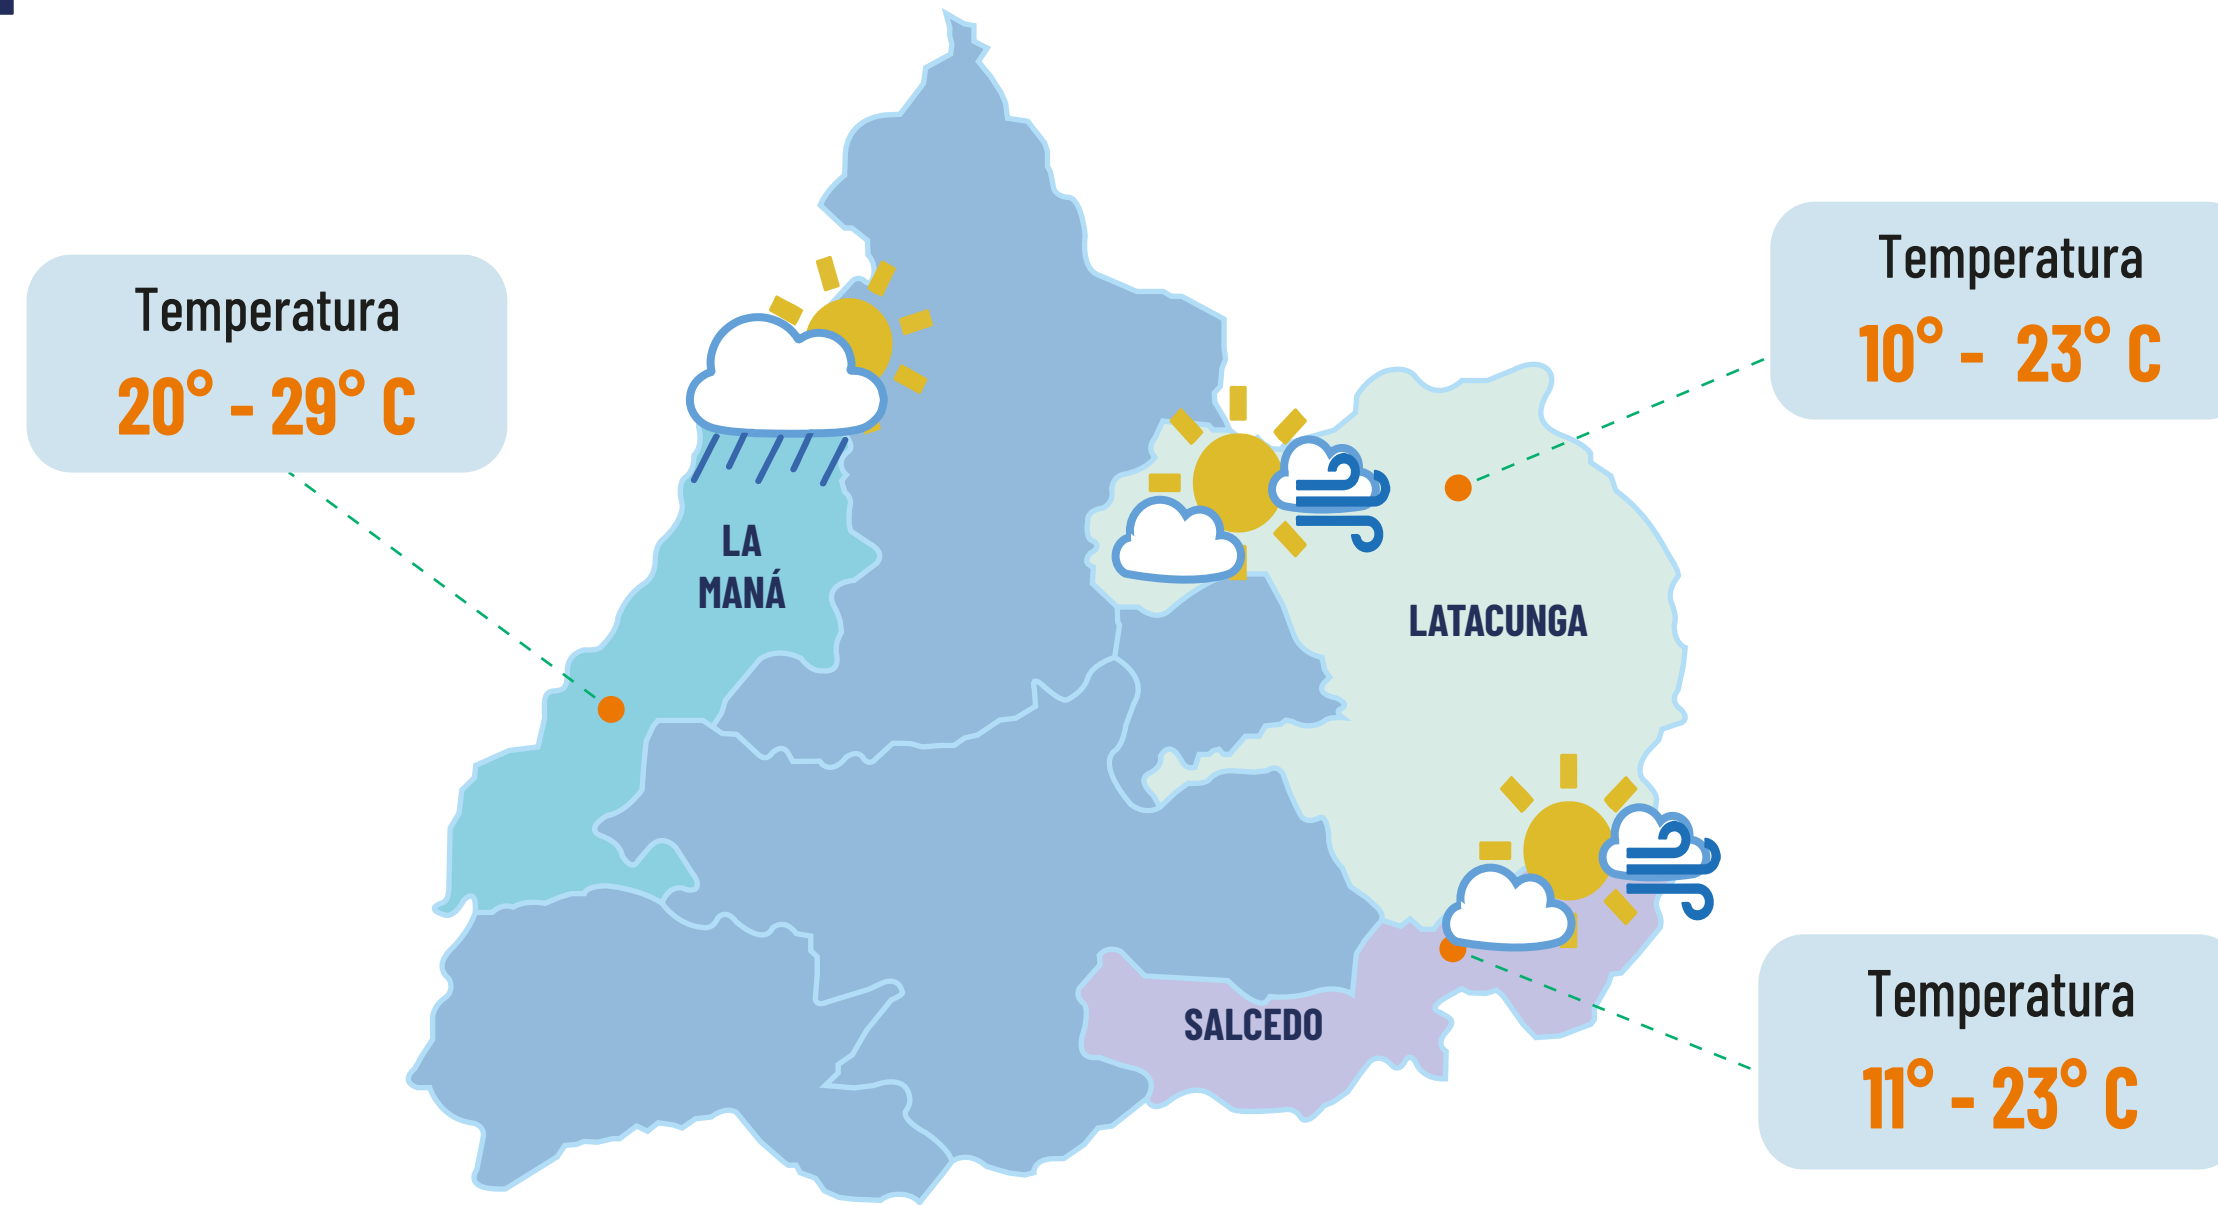 Temperatura
20° - 29° C
Temperatura
10° - 23° C
LA
MANÁ
LATACUNGA
SALCEDO
Temperatura
11° - 23° C